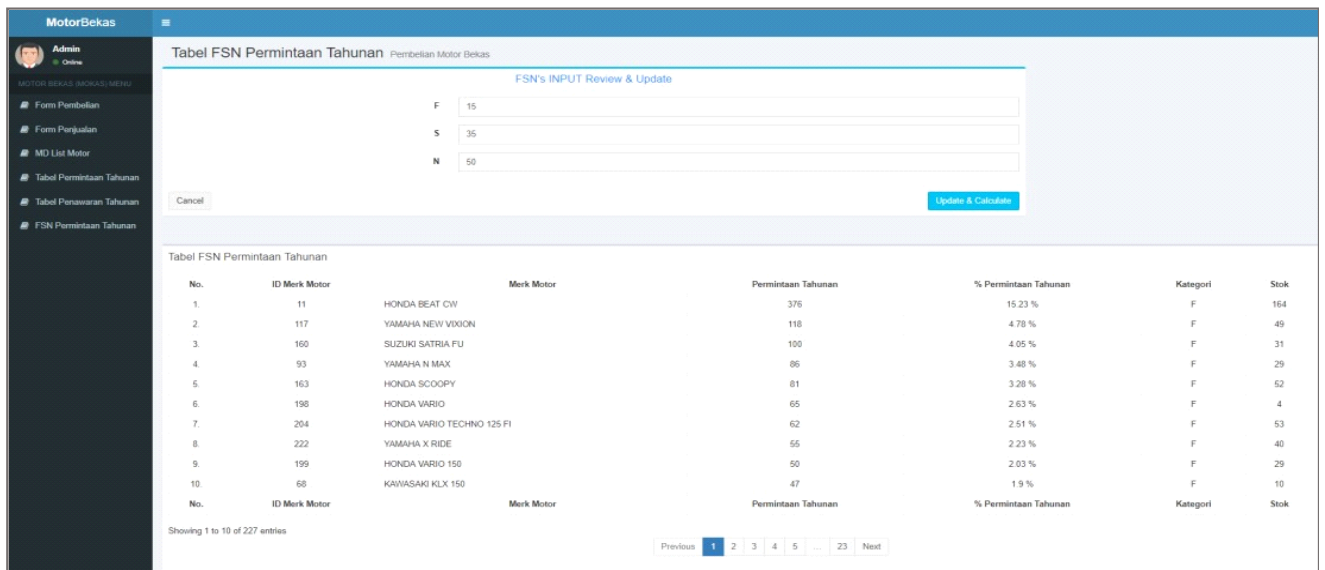 MotorBekas
Admin
Online
MOTOR BEKAS (MOKAS) MENU
Form Pembelian
Form Penjualan
MD List Motor
Tabel Permintaan Tahunan
Tabel Penawaran Tahunan
FSN Permintaan Tahunan
Tabel FSN Permintaan Tahunan Pembelian Motor Bekas
FSN's INPUT Review & Update
F 15
S 35
N 50
Cancel Update & Calculate
Tabel FSN Permintaan Tahunan
No. ID Merk Motor Merk Motor Permintaan Tahunan % Permintaan Tahunan Kategori Stok
1. 11 HONDA BEAT CW 376 15.23 % F 164
2. 117 YAMAHA NEW VIXION 118 4.78 % F 49
3. 160 SUZUKI SATRIA FU 100 4.05 % F 31
4. 93 YAMAHA N MAX 86 3.48 % F 29
5. 163 HONDA SCOOPY 81 3.28 % F 52
6. 198 HONDA VARIO 65 2.63 % F 4
7. 204 HONDA VARIO TECHNO 125 FI 62 2.51 % F 53
8. 222 YAMAHA X RIDE 55 2.23 % F 40
9. 199 HONDA VARIO 150 50 2.03 % F 29
10. 68 KAWASAKI KLX 150 47 1.9 % F 10
No. ID Merk Motor Merk Motor Permintaan Tahunan % Permintaan Tahunan Kategori Stok
Showing 1 to 10 of 227 entries
Previous 1 2 3 4 5 ... 23 Next